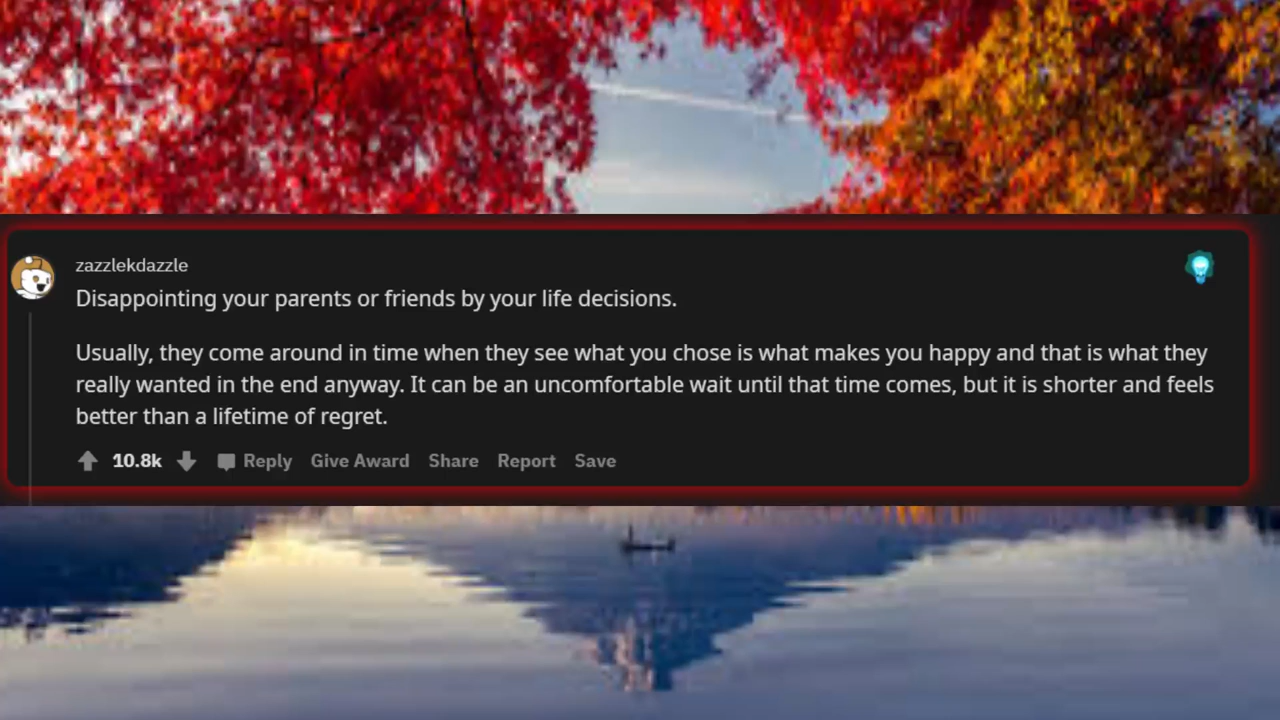 zazzlekdazzle
Disappointing your parents or friends by your life decisions.
Usually, they come around in time when they see what you chose is what makes you happy and that is what they
really wanted in the end anyway. It can be an uncomfortable wait until that time comes, but it is shorter and feels
better than a lifetime of regret.
10.8k Reply Give Award Share Report Save